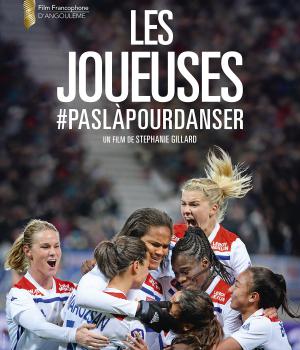 Film Francophone
D'ANGOULÊME
LES
JOUEUSES
#PASLÀPOURDANSER
UN FILM DE STEPHANIE GILLARD